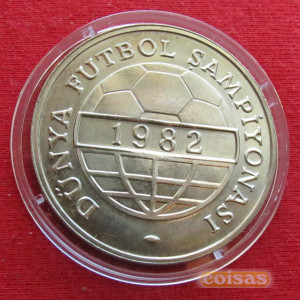 DÜNYA FUTBOL ŞAMPİYONASI
1982
coisas